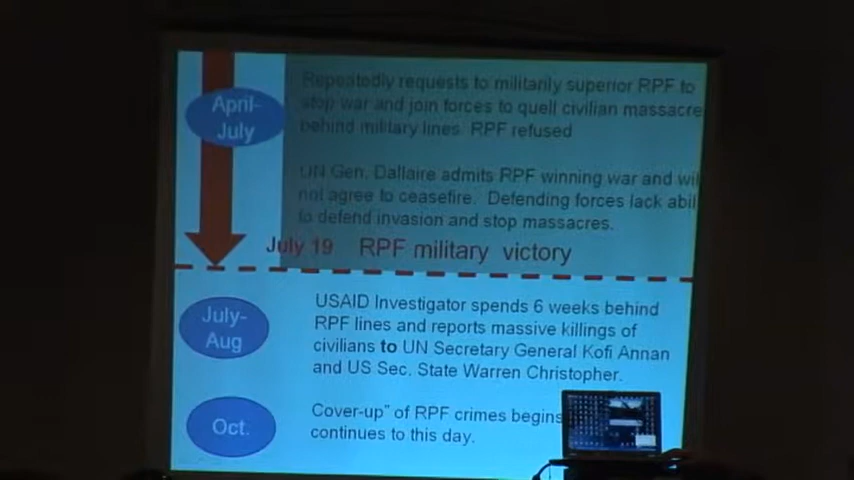 April-
July
Repeatedly requests to militarily superior RPF to
stop war and join forces to quell civilian massacre
behind military lines. RPF refused
UN Gen. Dallaire admits RPF winning war and wil
not agree to ceasefire. Defending forces lack abil
to defend invasion and stop massacres.
July 19 RPF military victory
July-
Aug
USAID Investigator spends 6 weeks behind
RPF lines and reports massive killings of
civilians to UN Secretary General Kofi Annan
and US Sec. State Warren Christopher.
Oct.
Cover-up" of RPF crimes begins
continues to this day.